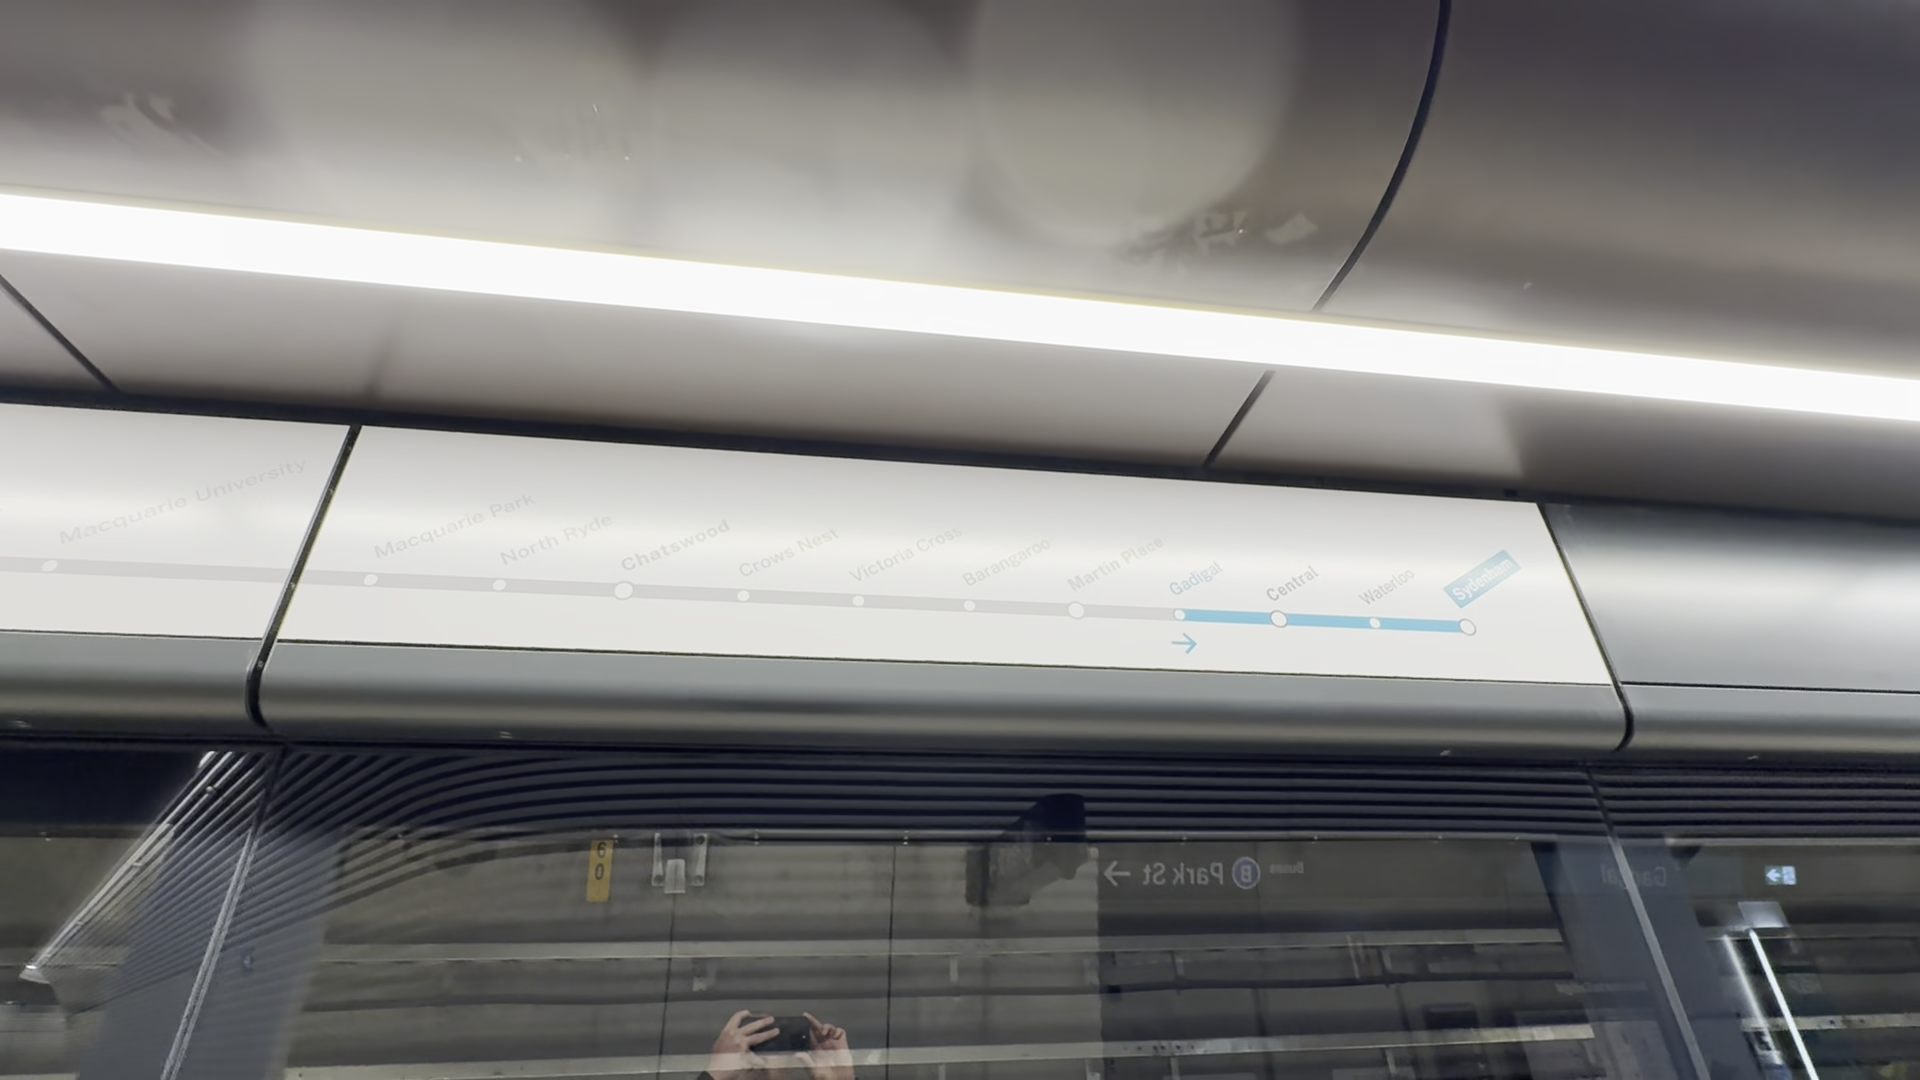 Macquarie University
Macquarie Park
North Ryde
Chatswood
Crows Nest
Victoria Cross
Barangaroo
Martin Place
Gadigal
Central
Waterloo
Sydenham
60
← Park St B